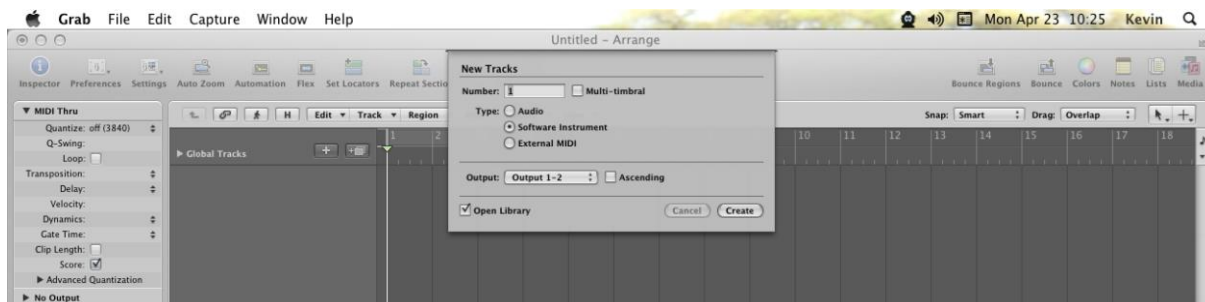 Grab File Edit Capture Window Help Mon Apr 23 10:25 Kevin
Untitled – Arrange
Inspector Preferences Settings Auto Zoom Automation Flex Set Locators Repeat Sectio Bounce Regions Bounce Colors Notes Lists Media
New Tracks
Number: 1 Multi-timbral
Type: Audio
Software Instrument
External MIDI
Output: Output 1-2 Ascending
Open Library Cancel Create
MIDI Thru
Quantize: off (3840)
Q-Swing:
Loop:
Transposition:
Delay:
Velocity:
Dynamics:
Gate Time:
Clip Length:
Score:
Advanced Quantization
No Output
H Edit Track Region Snap: Smart Drag: Overlap
Global Tracks 1 2 10 11 12 13 14 15 16 17 18